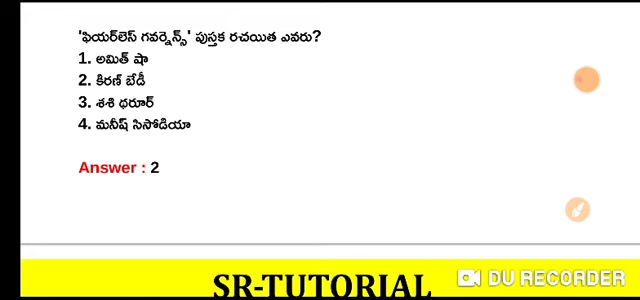 'ఫియర్‌లెస్ గవర్నెన్స్' పుస్తక రచయిత ఎవరు?
1. అమిత్ షా
2. కిరణ్ బేడీ
3. శశి థరూర్
4. మనీష్ సిసోడియా
Answer : 2
SR-TUTORIAL
DU RECORDER